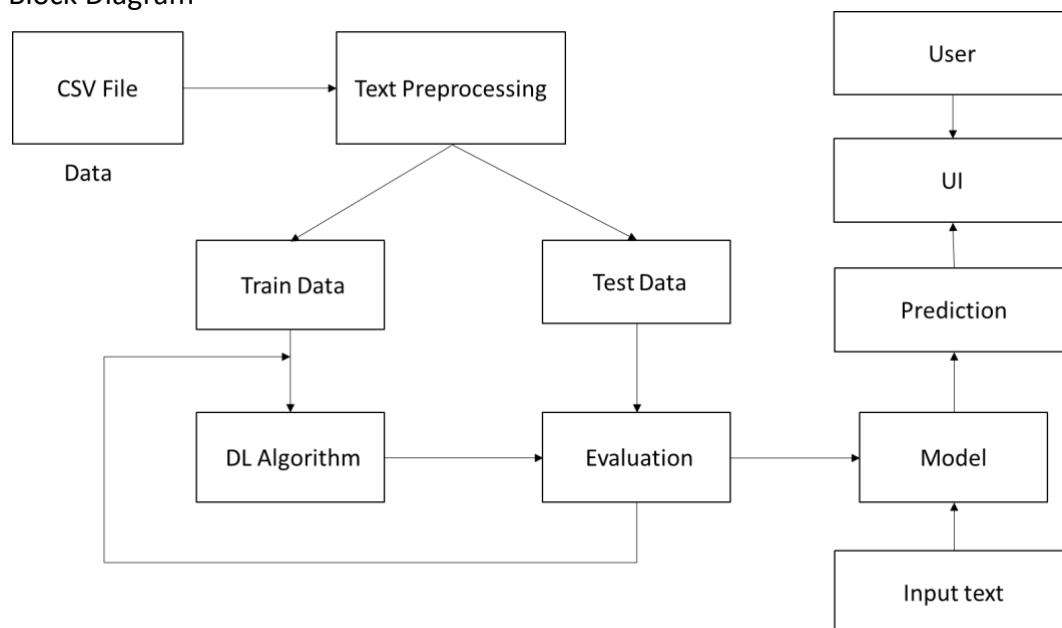 Block Diagram
CSV File
Text Preprocessing
User
Data
UI
Train Data
Test Data
Prediction
DL Algorithm
Evaluation
Model
Input text